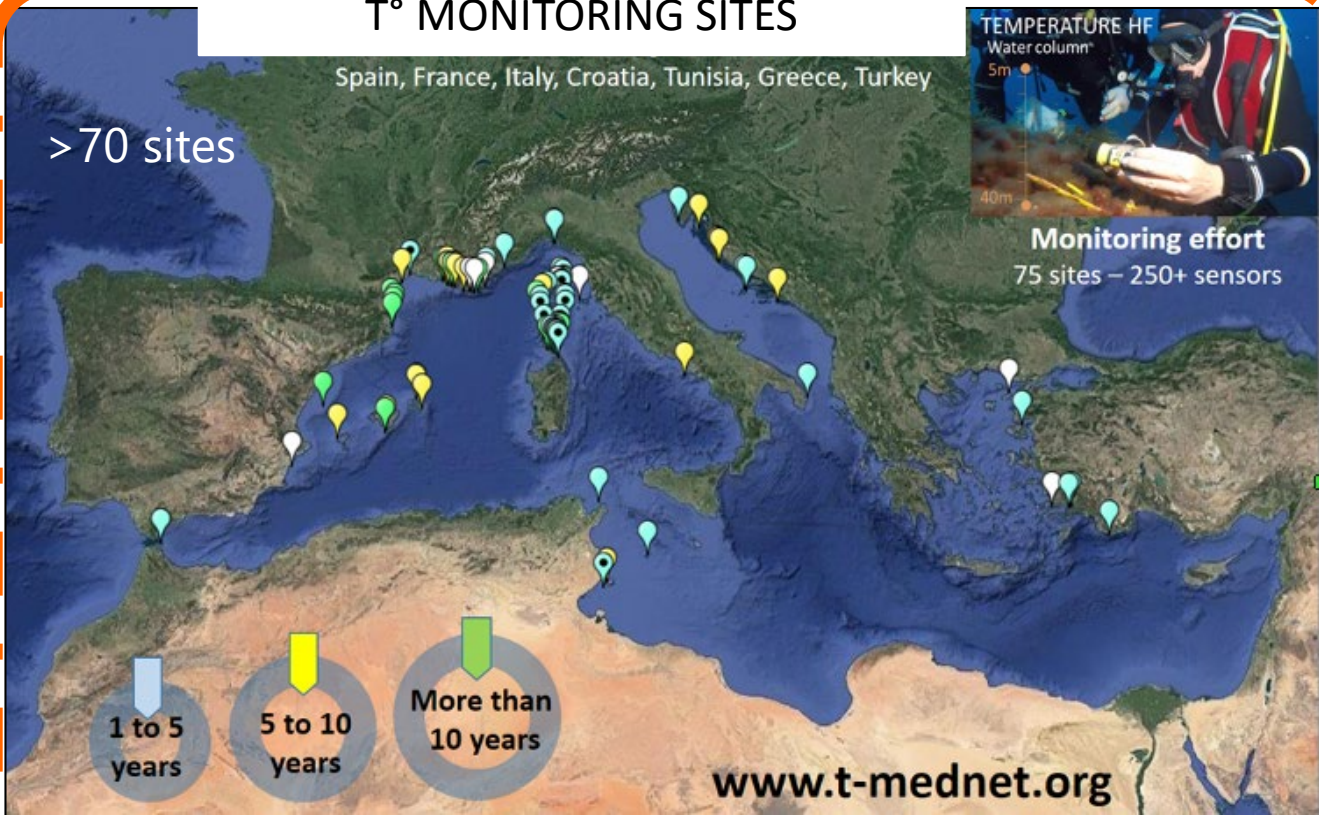 T° MONITORING SITES
Spain, France, Italy, Croatia, Tunisia, Greece, Turkey
>70 sites
TEMPERATURE HF
Water column
5m
40m
Monitoring effort
75 sites – 250+ sensors
1 to 5
years
5 to 10
years
More than
10 years
www.t-mednet.org